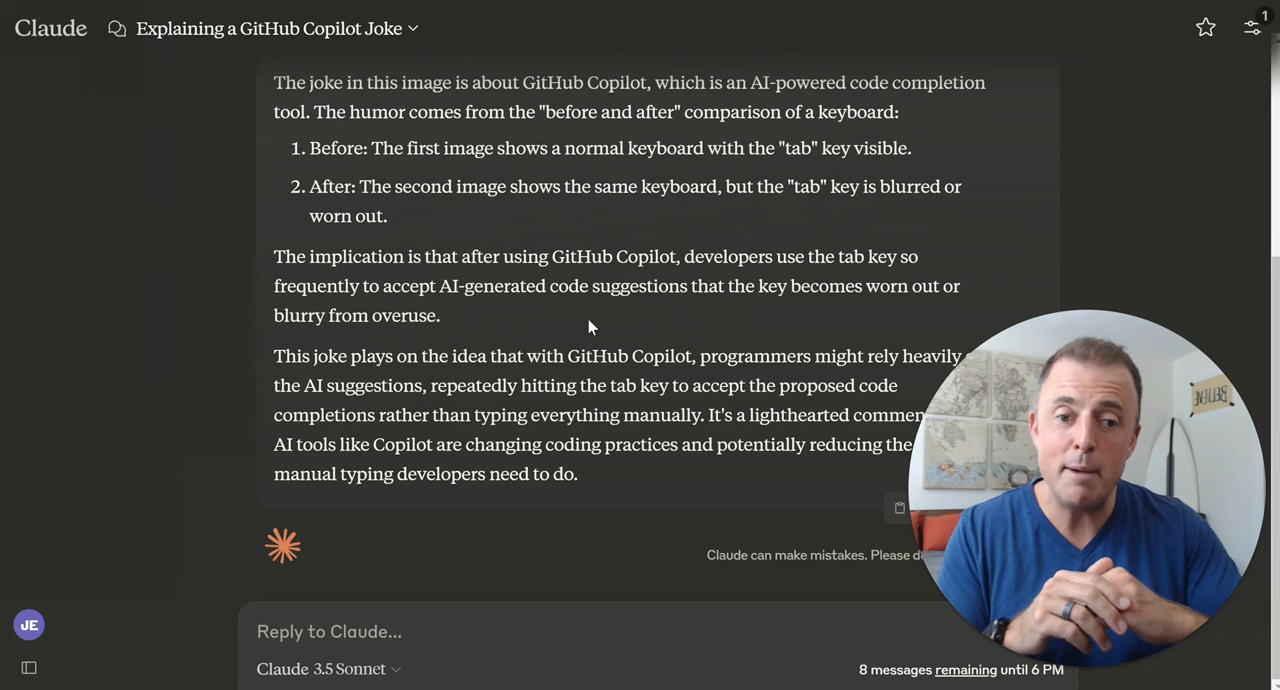 Claude
Explaining a GitHub Copilot Joke
1
The joke in this image is about GitHub Copilot, which is an AI-powered code completion
tool. The humor comes from the "before and after" comparison of a keyboard:
1. Before: The first image shows a normal keyboard with the "tab" key visible.
2. After: The second image shows the same keyboard, but the "tab" key is blurred or
worn out.
The implication is that after using GitHub Copilot, developers use the tab key so
frequently to accept AI-generated code suggestions that the key becomes worn out or
blurry from overuse.
This joke plays on the idea that with GitHub Copilot, programmers might rely heavily
the AI suggestions, repeatedly hitting the tab key to accept the proposed code
completions rather than typing everything manually. It's a lighthearted commen
AI tools like Copilot are changing coding practices and potentially reducing the
manual typing developers need to do.
BELIEVE
Claude can make mistakes. Please d
JE
Reply to Claude...
Claude 3.5 Sonnet
8 messages remaining until 6 PM